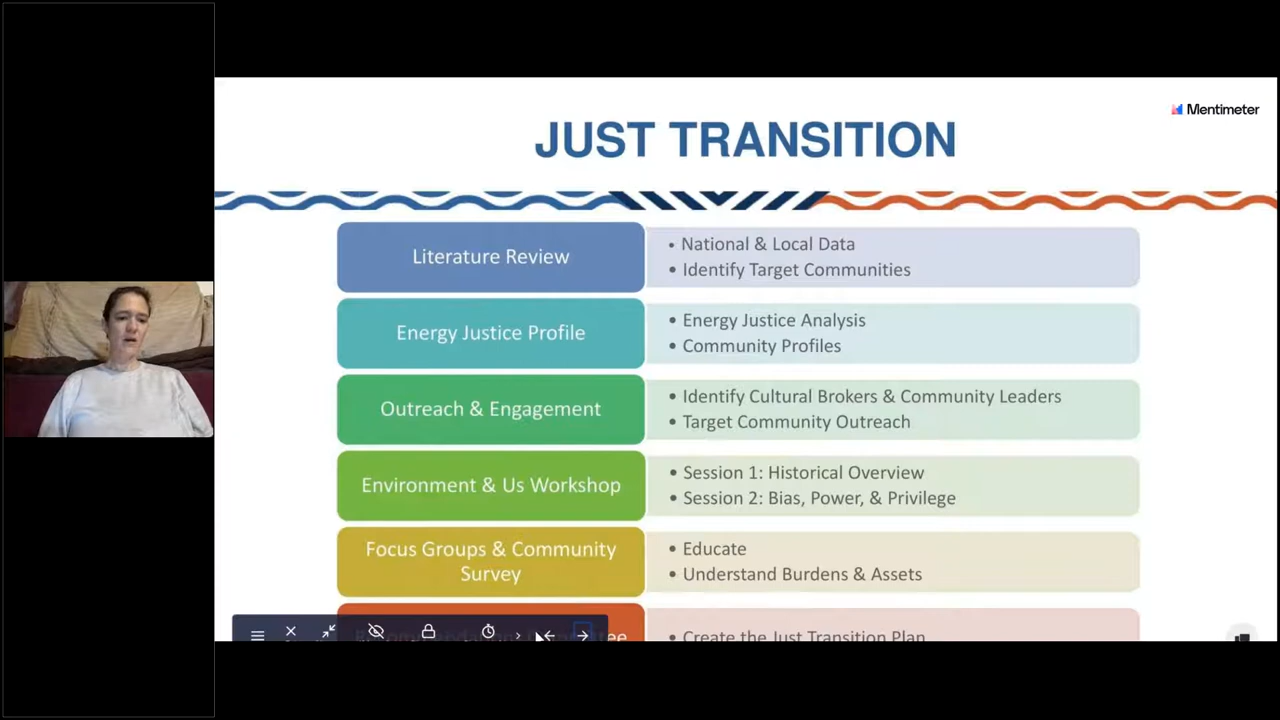 Mentimeter
JUST TRANSITION
Literature Review
• National & Local Data
• Identify Target Communities
Energy Justice Profile
• Energy Justice Analysis
• Community Profiles
Outreach & Engagement
• Identify Cultural Brokers & Community Leaders
• Target Community Outreach
Environment & Us Workshop
• Session 1: Historical Overview
• Session 2: Bias, Power, & Privilege
Focus Groups & Community
Survey
• Educate
• Understand Burdens & Assets
• Create the Just Transition Plan